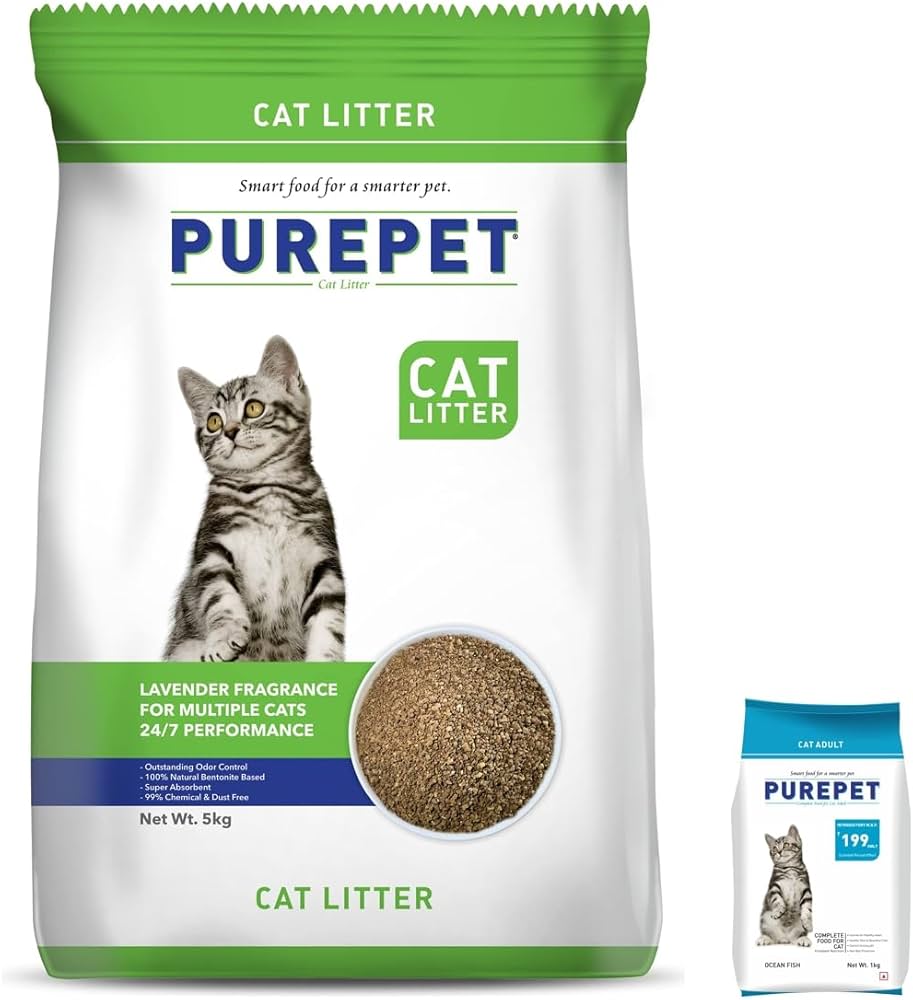 CAT LITTER
Smart food for a smarter pet.
PUREPET®
Cat Litter
CAT
LITTER
LAVENDER FRAGRANCE
FOR MULTIPLE CATS
24/7 PERFORMANCE
- Outstanding Odor Control
- 100% Natural Bentonite Based
- Super Absorbent
- 99% Chemical & Dust Free
Net Wt. 5kg
CAT LITTER
CAT ADULT
Smart food for a smarter pet
PUREPET
199
COMPLETE
FOOD FOR
CAT
OCEAN FISH
Net Wt. 1kg